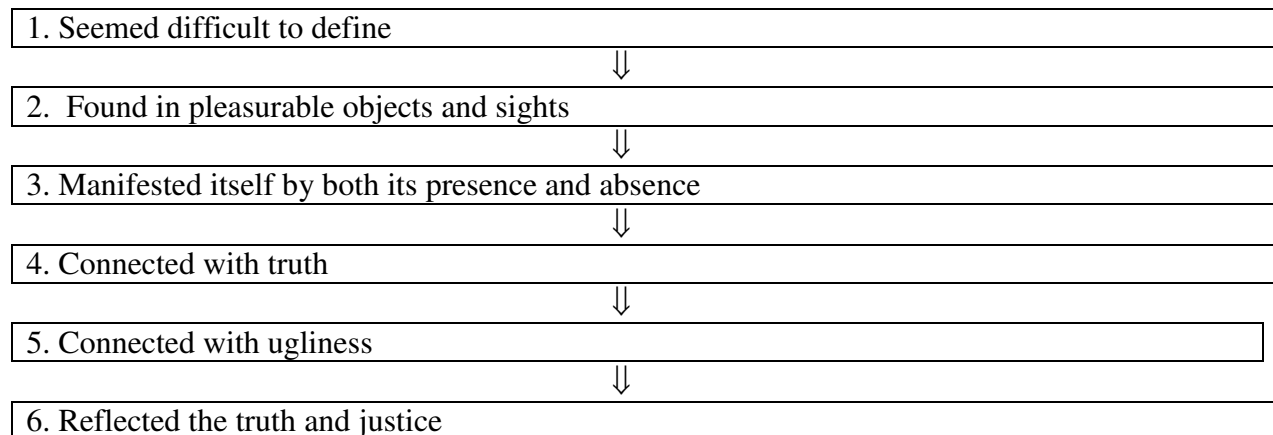 1. Seemed difficult to define
⇓
2. Found in pleasurable objects and sights
⇓
3. Manifested itself by both its presence and absence
⇓
4. Connected with truth
⇓
5. Connected with ugliness
⇓
6. Reflected the truth and justice